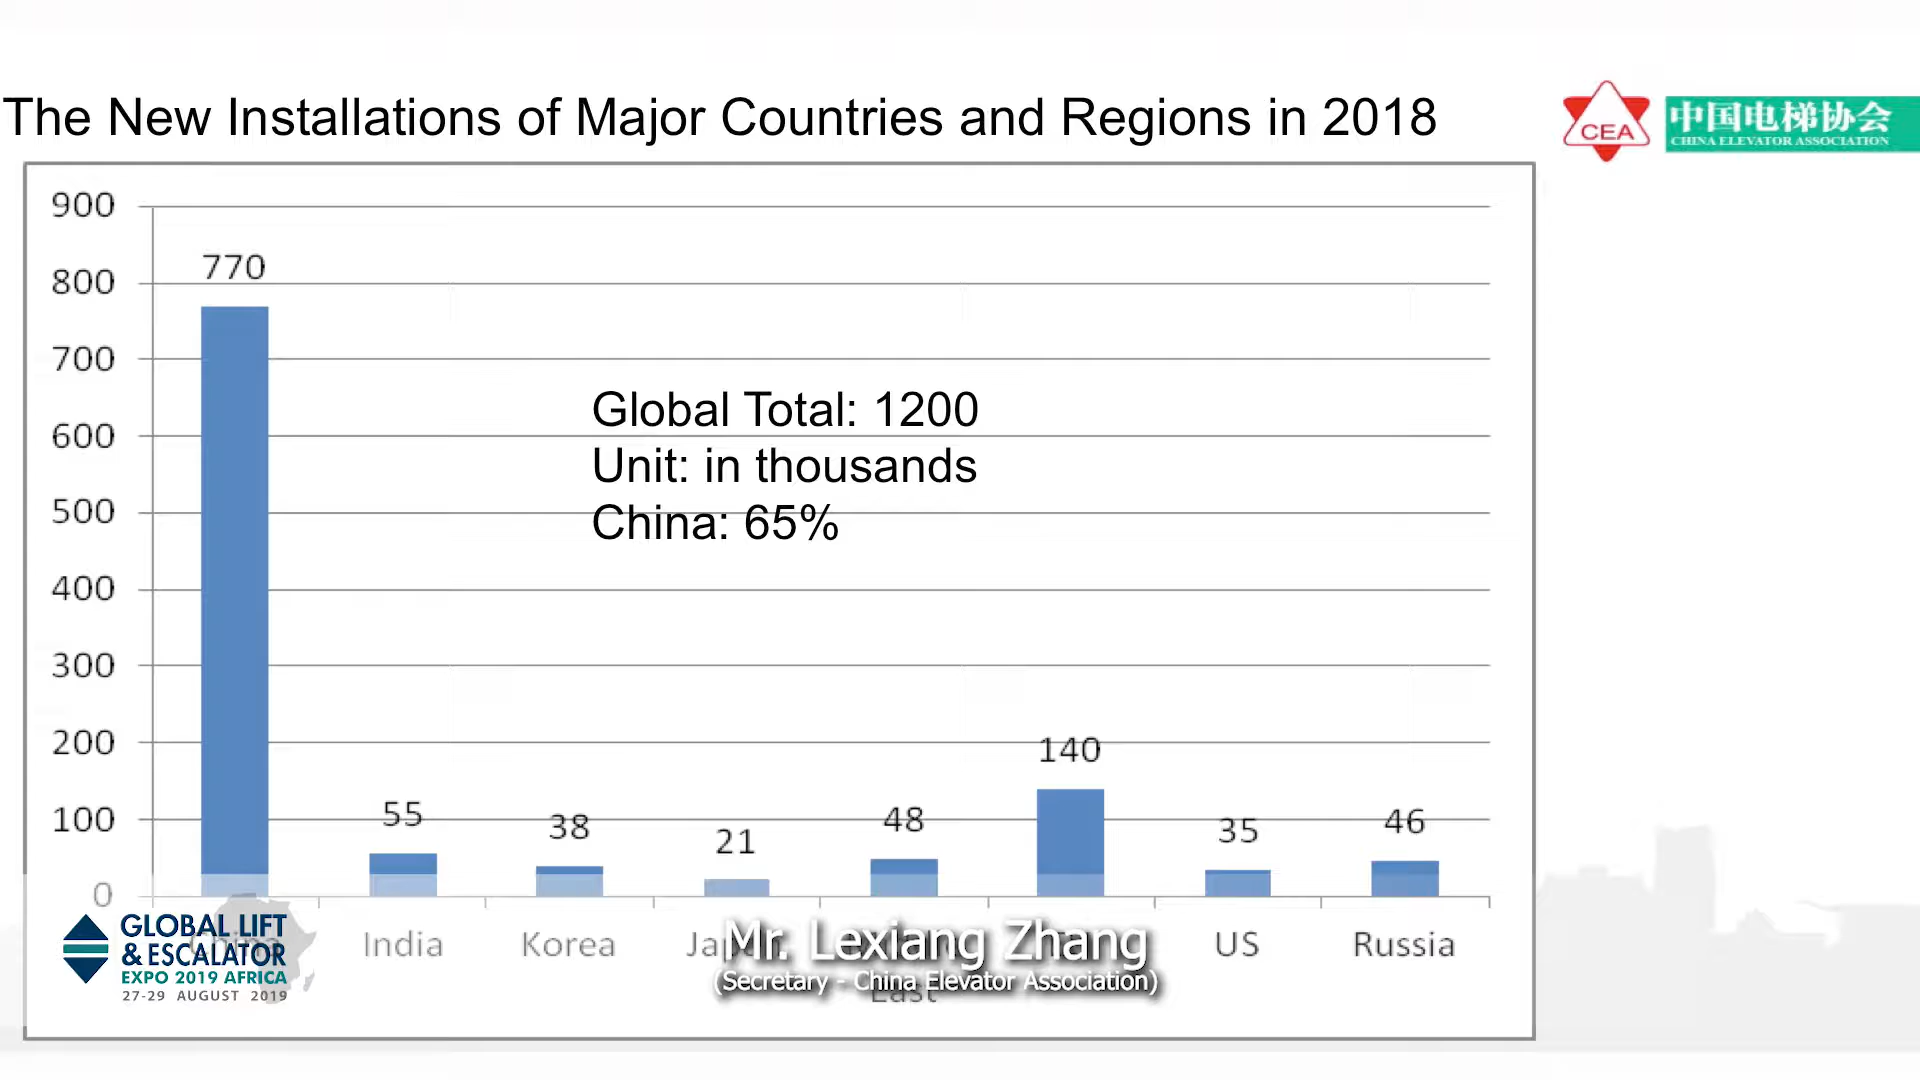 The New Installations of Major Countries and Regions in 2018
CEA
中国电梯协会
CHINA ELEVATOR ASSOCIATION
900
800
700
600
500
400
300
200
100
0
770
55
38
21
48
140
35
46
Global Total: 1200
Unit: in thousands
China: 65%
China
India
Korea
East
US
Russia
GLOBAL LIFT
& ESCALATOR
EXPO 2019 AFRICA
27-29 AUGUST 2019
Mr. Lexiang Zhang
(Secretary - China Elevator Association)